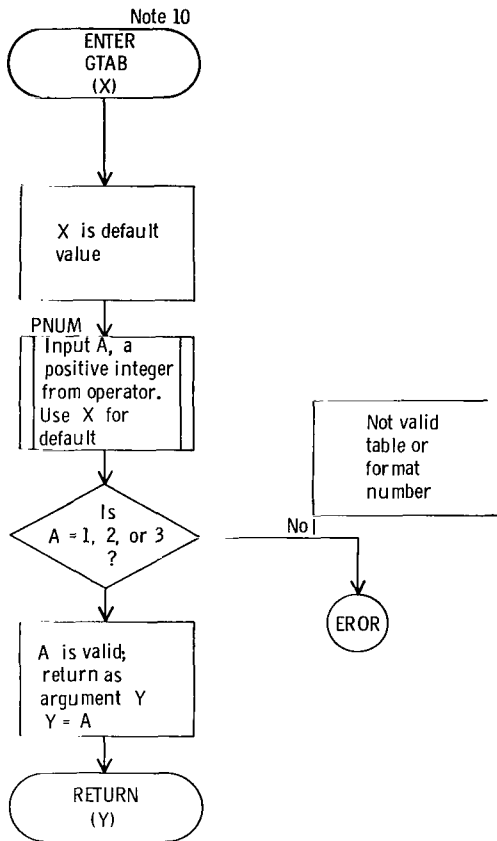 Note 10
ENTER
GTAB
(X)
X is default
value
PNUM
Input A, a
positive integer
from operator.
Use X for
default
Is
A = 1, 2, or 3
?
No
Not valid
table or
format
number
EROR
A is valid;
return as
argument Y
Y = A
RETURN
(Y)